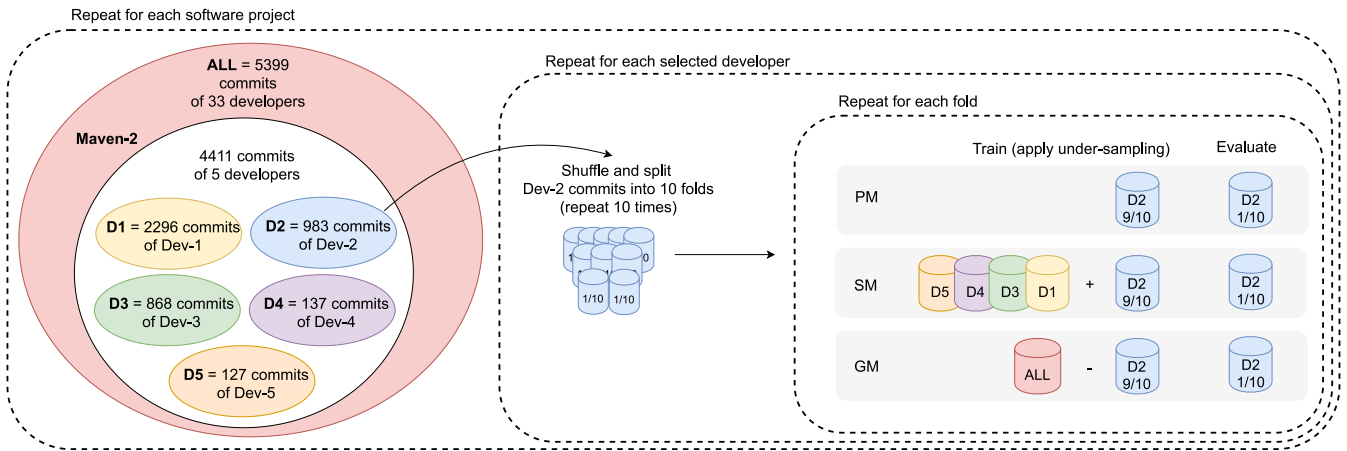 Repeat for each software project
ALL = 5399
commits
of 33 developers
Maven-2
4411 commits
of 5 developers
D1 = 2296 commits
of Dev-1
D2 = 983 commits
of Dev-2
D3 = 868 commits
of Dev-3
D4 = 137 commits
of Dev-4
D5 = 127 commits
of Dev-5
Repeat for each selected developer
Shuffle and split
Dev-2 commits into 10 folds
(repeat 10 times)
1/10 1/10
Repeat for each fold
Train (apply under-sampling) Evaluate
PM
D2 D2
9/10 1/10
SM
D5 D4 D3 D1 + D2 D2
9/10 1/10
GM
ALL - D2 D2
9/10 1/10